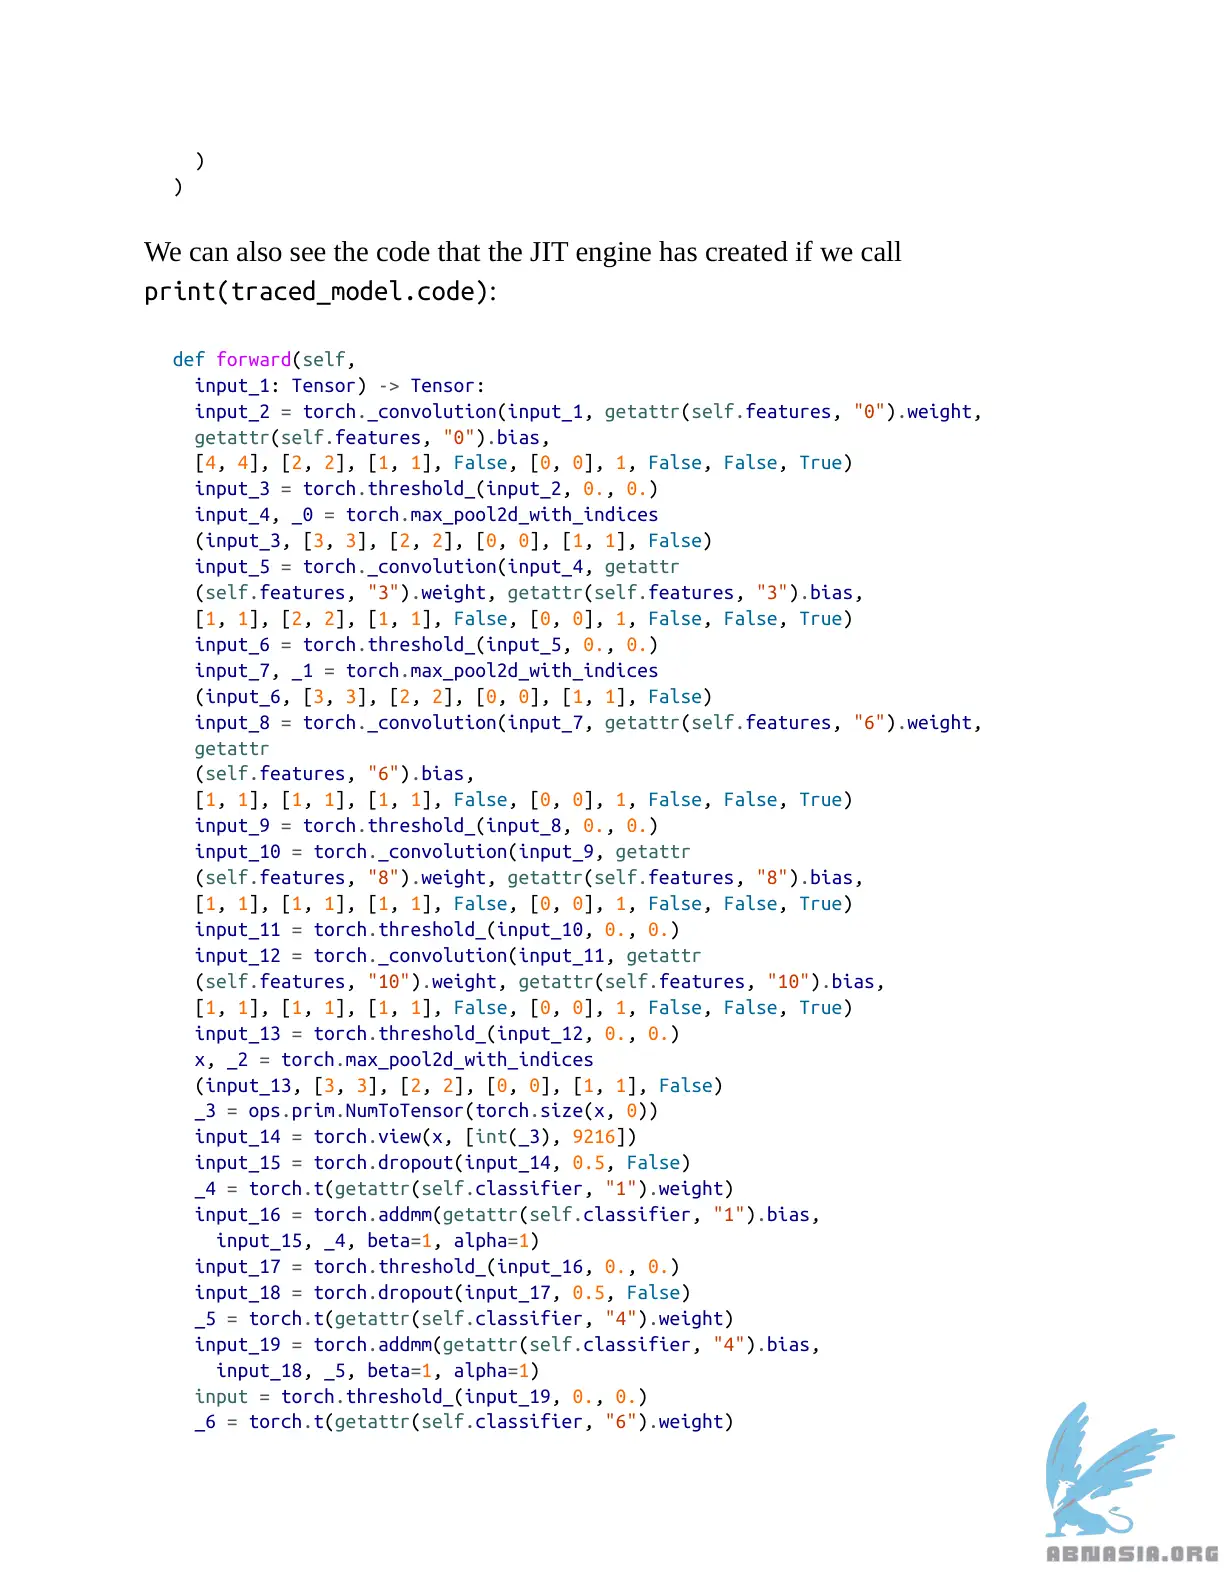 )
)
We can also see the code that the JIT engine has created if we call
print(traced_model.code):
def forward(self,
input_1: Tensor) -> Tensor:
input_2 = torch._convolution(input_1, getattr(self.features, "0").weight,
getattr(self.features, "0").bias,
[4, 4], [2, 2], [1, 1], False, [0, 0], 1, False, False, True)
input_3 = torch.threshold_(input_2, 0., 0.)
input_4, _0 = torch.max_pool2d_with_indices
(input_3, [3, 3], [2, 2], [0, 0], [1, 1], False)
input_5 = torch._convolution(input_4, getattr
(self.features, "3").weight, getattr(self.features, "3").bias,
[1, 1], [2, 2], [1, 1], False, [0, 0], 1, False, False, True)
input_6 = torch.threshold_(input_5, 0., 0.)
input_7, _1 = torch.max_pool2d_with_indices
(input_6, [3, 3], [2, 2], [0, 0], [1, 1], False)
input_8 = torch._convolution(input_7, getattr(self.features, "6").weight,
getattr
(self.features, "6").bias,
[1, 1], [1, 1], [1, 1], False, [0, 0], 1, False, False, True)
input_9 = torch.threshold_(input_8, 0., 0.)
input_10 = torch._convolution(input_9, getattr
(self.features, "8").weight, getattr(self.features, "8").bias,
[1, 1], [1, 1], [1, 1], False, [0, 0], 1, False, False, True)
input_11 = torch.threshold_(input_10, 0., 0.)
input_12 = torch._convolution(input_11, getattr
(self.features, "10").weight, getattr(self.features, "10").bias,
[1, 1], [1, 1], [1, 1], False, [0, 0], 1, False, False, True)
input_13 = torch.threshold_(input_12, 0., 0.)
x, _2 = torch.max_pool2d_with_indices
(input_13, [3, 3], [2, 2], [0, 0], [1, 1], False)
_3 = ops.prim.NumToTensor(torch.size(x, 0))
input_14 = torch.view(x, [int(_3), 9216])
input_15 = torch.dropout(input_14, 0.5, False)
_4 = torch.t(getattr(self.classifier, "1").weight)
input_16 = torch.addmm(getattr(self.classifier, "1").bias,
input_15, _4, beta=1, alpha=1)
input_17 = torch.threshold_(input_16, 0., 0.)
input_18 = torch.dropout(input_17, 0.5, False)
_5 = torch.t(getattr(self.classifier, "4").weight)
input_19 = torch.addmm(getattr(self.classifier, "4").bias,
input_18, _5, beta=1, alpha=1)
input = torch.threshold_(input_19, 0., 0.)
_6 = torch.t(getattr(self.classifier, "6").weight)
ABNASIA.ORG